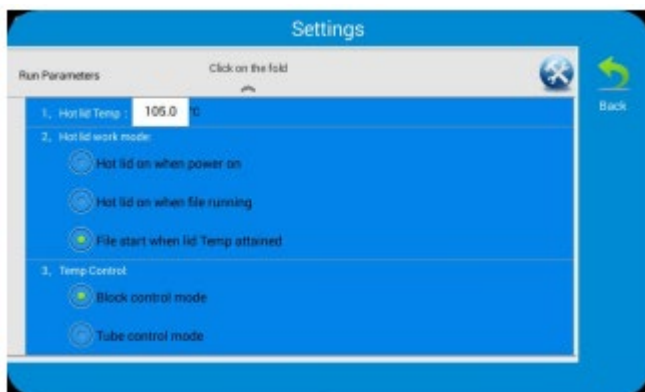 Settings
Run Parameters
Click on the fold
Back
1, Hot lid Temp : 105.0 °C
2, Hot lid work mode:
Hot lid on when power on
Hot lid on when file running
File start when lid Temp attained
3, Temp Control:
Block control mode
Tube control mode